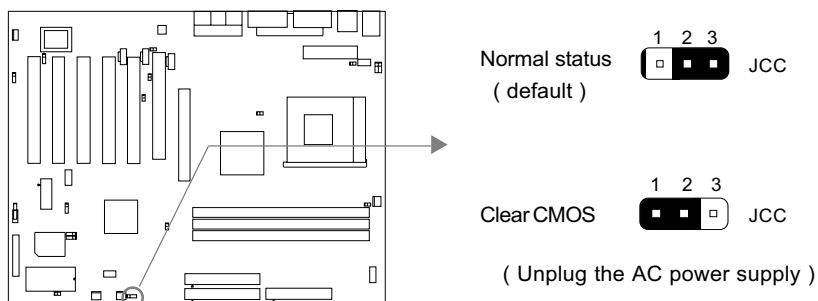 1 2 3
Normal status JCC
( default )
1 2 3
Clear CMOS JCC
( Unplug the AC power supply )